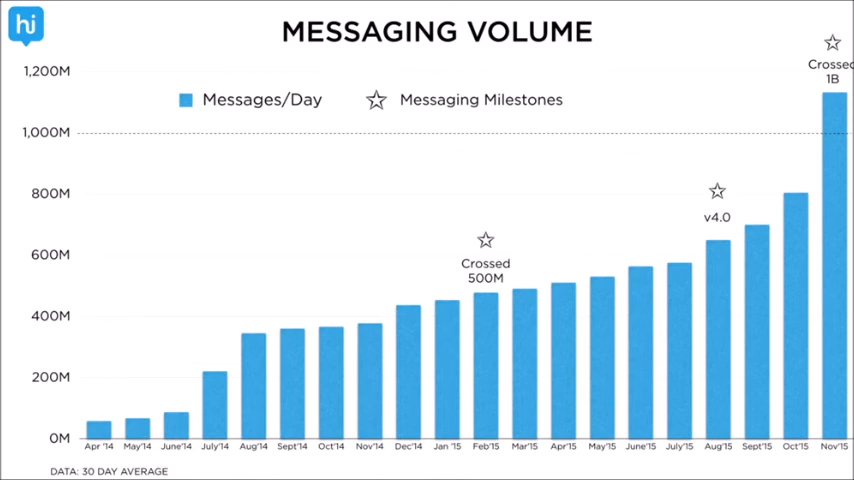 hi
MESSAGING VOLUME
Crossed
1B
1,200M
Messages/Day
Messaging Milestones
1,000M
800M
v4.0
600M
Crossed
500M
400M
200M
0M
Apr '14 May'14 June'14 July'14 Aug'14 Sept'14 Oct'14 Nov'14 Dec'14 Jan '15 Feb'15 Mar'15 Apr'15 May'15 June'15 July'15 Aug'15 Sept'15 Oct'15 Nov'15
DATA: 30 DAY AVERAGE